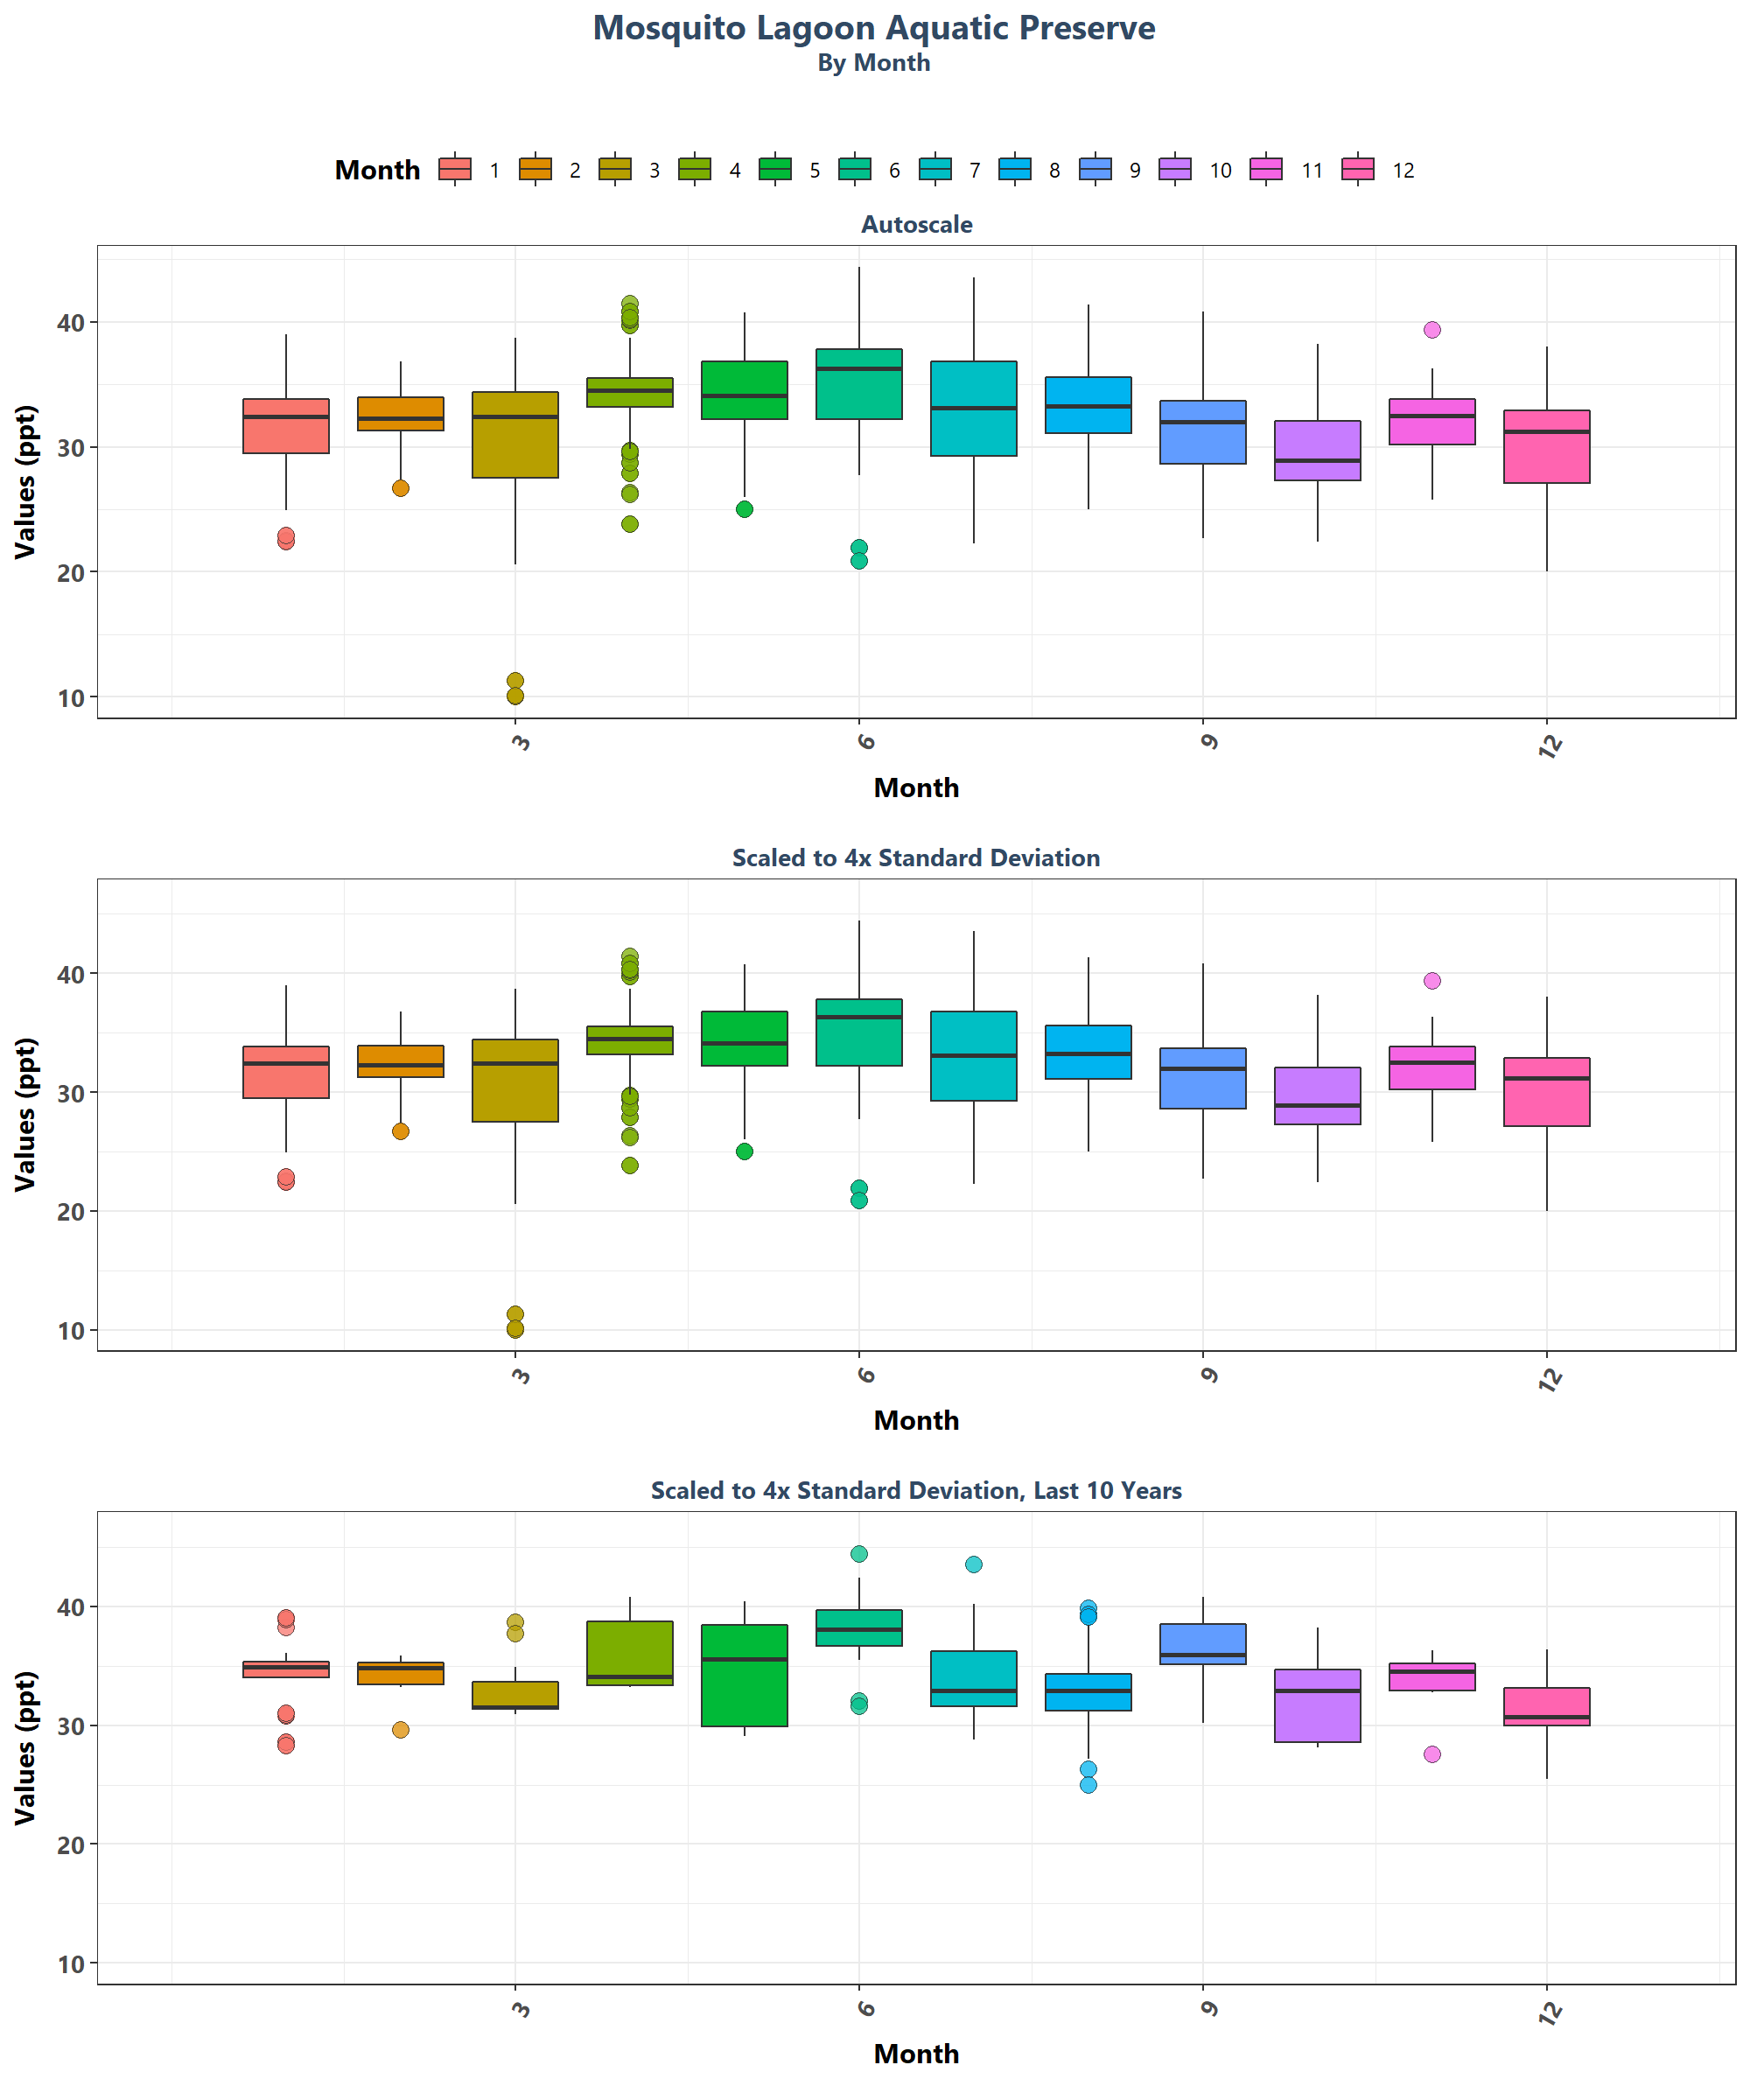 Mosquito Lagoon Aquatic Preserve
By Month
Month 1 2 3 4 5 6 7 8 9 10 11 12
Autoscale
Values (ppt)
40
30
20
10
3 6 9 12
Month
Scaled to 4x Standard Deviation
Values (ppt)
40
30
20
10
3 6 9 12
Month
Scaled to 4x Standard Deviation, Last 10 Years
Values (ppt)
40
30
20
10
3 6 9 12
Month